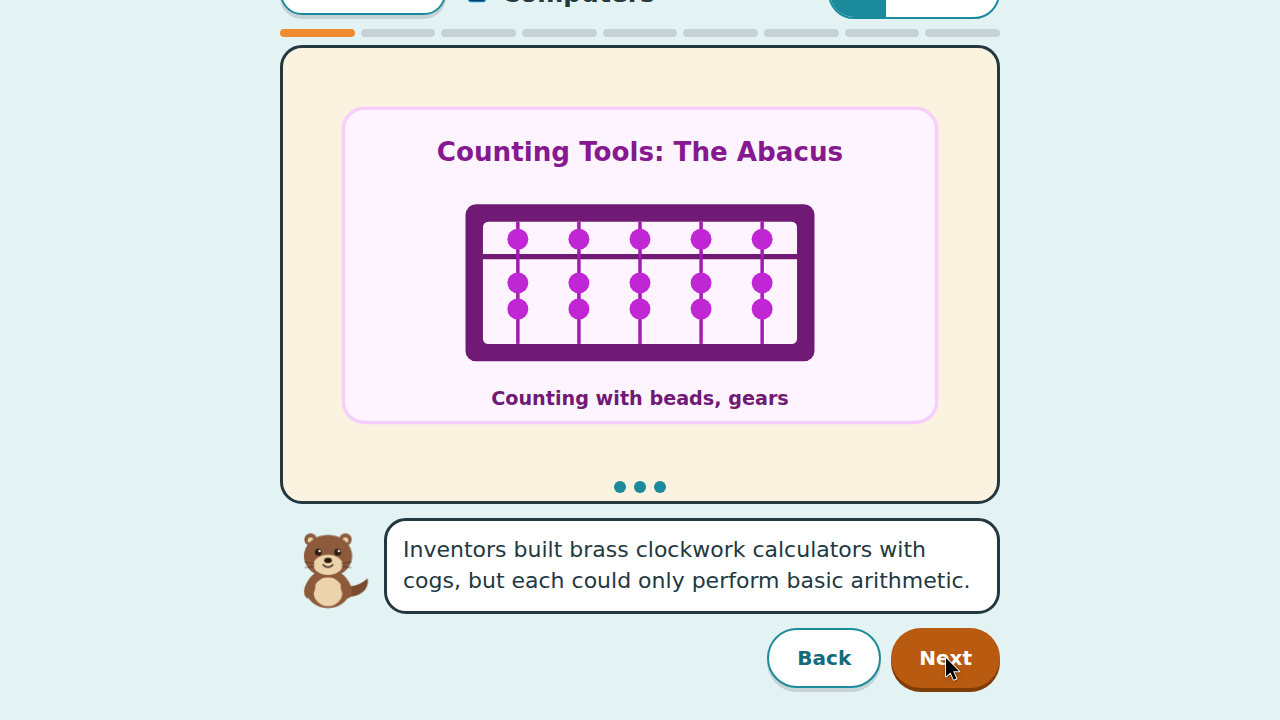 Computers
Counting Tools: The Abacus
Counting with beads, gears
Inventors built brass clockwork calculators with
cogs, but each could only perform basic arithmetic.
Back
Next